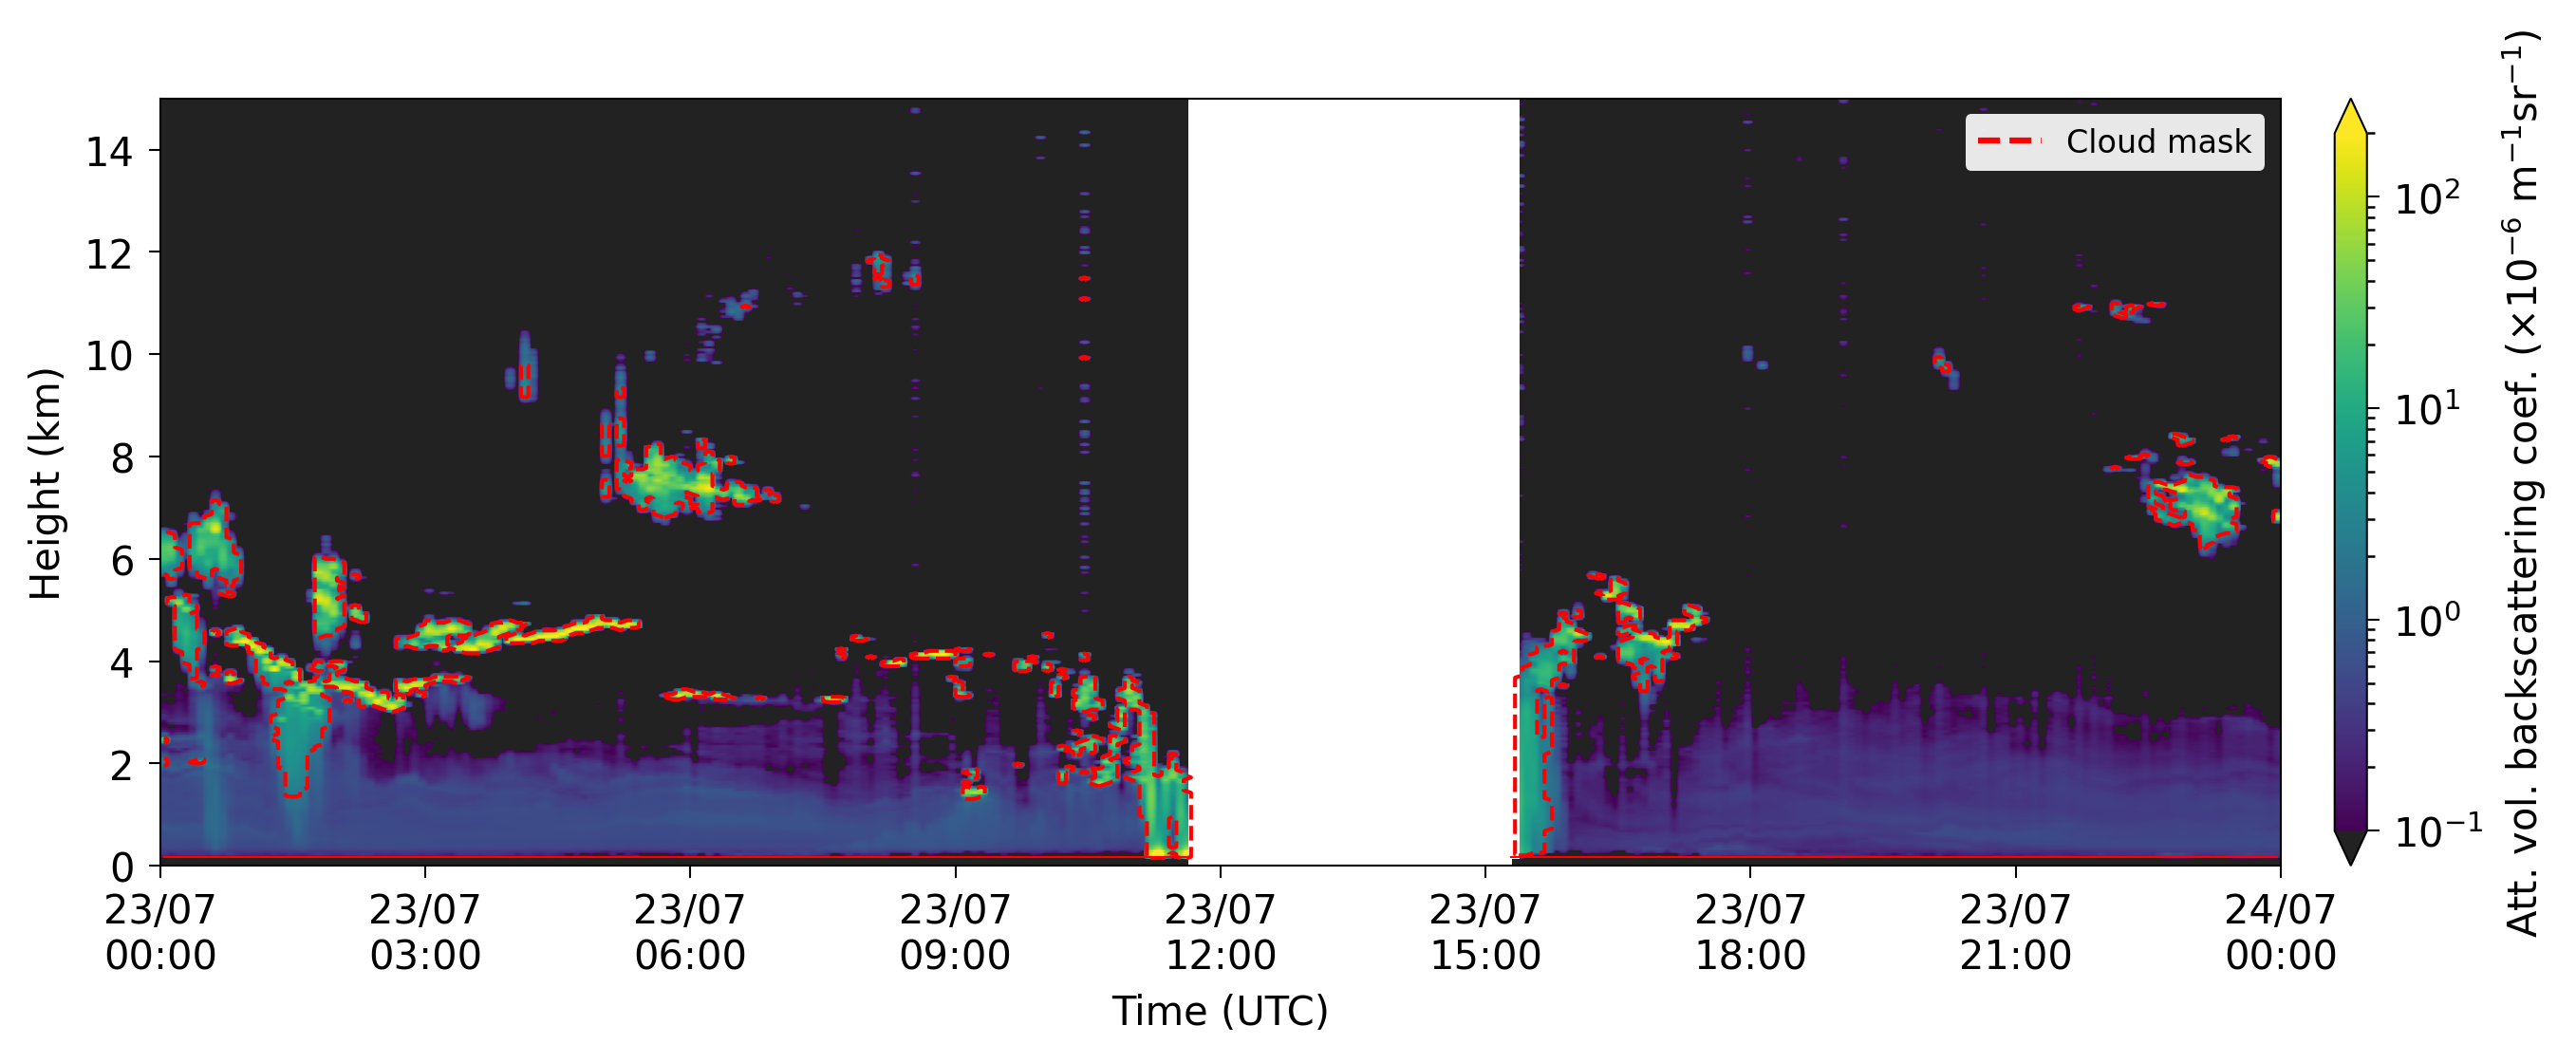 Cloud mask
Height (km)
14
12
10
8
6
4
2
0
23/07 23/07 23/07 23/07 23/07 23/07 23/07 23/07 24/07
00:00 03:00 06:00 09:00 12:00 15:00 18:00 21:00 00:00
Time (UTC)
10²
10¹
10⁰
10⁻¹
Att. vol. backscattering coef. (×10⁻⁶ m⁻¹sr⁻¹)